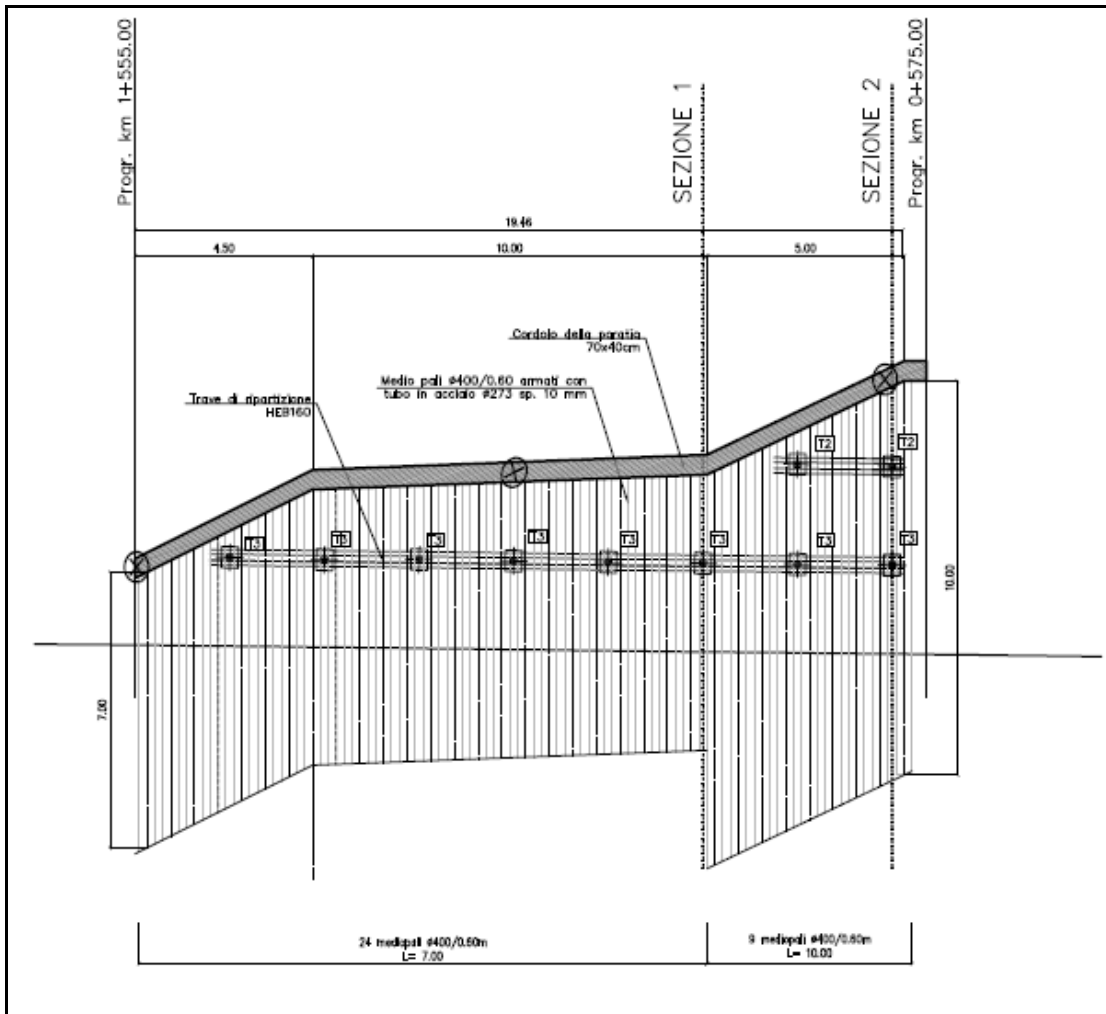 Progr. km 1+555.00
SEZIONE 1
SEZIONE 2
Progr. km 0+575.00
19.46
4.50
10.00
5.00
Cordolo della paratia
70x40cm
Medio pali ø400/0.60 armati con
tubo in acciaio ø273 sp. 10 mm
Trave di ripartizione
HEB160
T2
T2
T3
T3
T3
T3
T3
T3
T3
T3
10.00
7.00
24 mediopali ø400/0.60m
L= 7.00
9 mediopali ø400/0.60m
L= 10.00